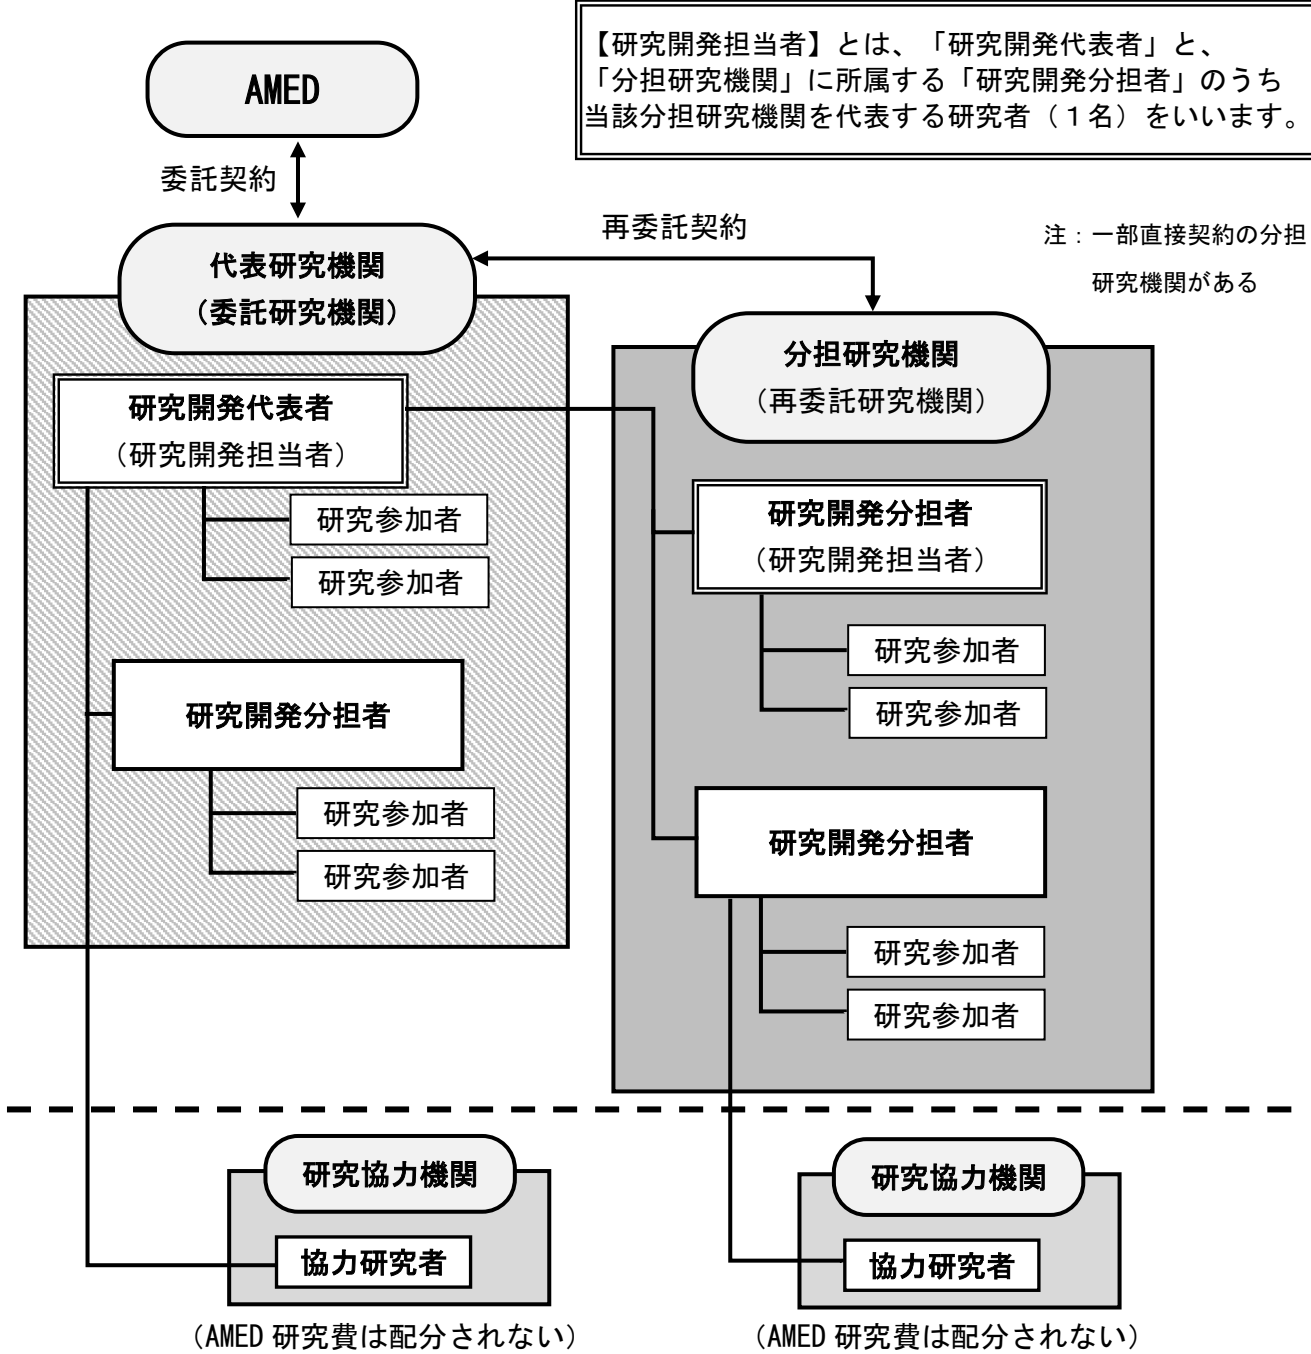 【研究開発担当者】とは、「研究開発代表者」と、
「分担研究機関」に所属する「研究開発分担者」のうち
当該分担研究機関を代表する研究者（１名）をいいます。
AMED
委託契約
再委託契約
注：一部直接契約の分担
研究機関がある
代表研究機関
（委託研究機関）
研究開発代表者
（研究開発担当者）
研究参加者
研究参加者
研究開発分担者
研究参加者
研究参加者
分担研究機関
（再委託研究機関）
研究開発分担者
（研究開発担当者）
研究参加者
研究参加者
研究開発分担者
研究参加者
研究参加者
研究協力機関
協力研究者
（AMED 研究費は配分されない）
研究協力機関
協力研究者
（AMED 研究費は配分されない）